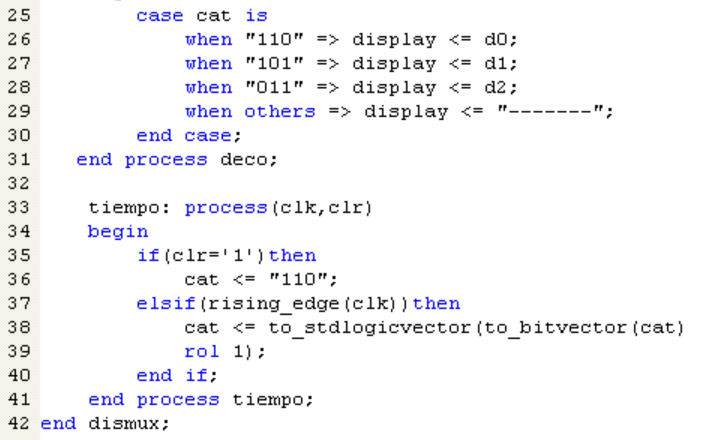 25 case cat is
26 when "110" => display <= d0;
27 when "101" => display <= d1;
28 when "011" => display <= d2;
29 when others => display <= "-------";
30 end case;
31 end process deco;
32
33 tiempo: process(clk,clr)
34 begin
35 if(clr='1')then
36 cat <= "110";
37 elsif(rising_edge(clk))then
38 cat <= to_stdlogicvector(to_bitvector(cat)
39 rol 1);
40 end if;
41 end process tiempo;
42 end dismux;